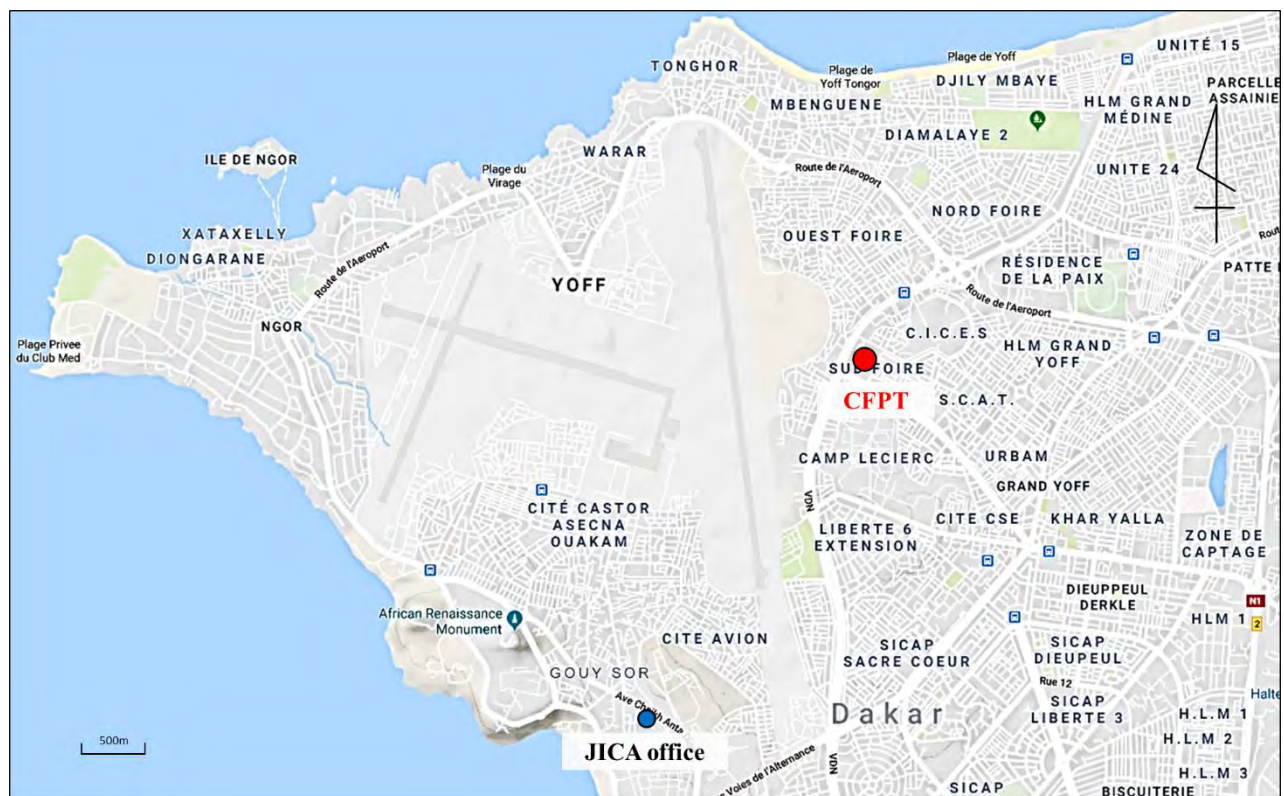 UNITÉ 15
Plage de Yoff
TONGHOR
Plage de
Yoff Tongor
DJILY MBAYE
PARCELLE
ASSAINIE
MBENGUENE
HLM GRAND
MÉDINE
DIAMALAYE 2
WARAR
ILE DE NGOR
Plage du
Virage
Route de l'Aeroport
UNITE 24
NORD FOIRE
XATAXELLY
DIONGARANE
OUEST FOIRE
Rout
RÉSIDENCE
DE LA PAIX
PATTE
Route de l'Aeroport
YOFF
Route de l'Aeroport
NGOR
C.I.C.E.S
HLM GRAND
YOFF
Plage Privee
du Club Med
SUD FOIRE
CFPT
S.C.A.T.
CAMP LECIERC
URBAM
GRAND YOFF
VDN
CITÉ CASTOR
ASECNA
OUAKAM
LIBERTE 6
EXTENSION
CITE CSE
KHAR YALLA
ZONE DE
CAPTAGE
DIEUPPEUL
DERKLE
N1
African Renaissance
Monument
HLM 1
2
CITE AVION
SICAP
SACRE COEUR
SICAP
DIEUPEUL
GOUY SOR
Rue 12
Halte
Ave Cheikh Anta
SICAP
LIBERTE 3
H.L.M 1
Dakar
500m
JICA office
H.L.M 2
VDN
s Voies de l'Alternance
H.L.M 3
SICAP
BISCUITERIE